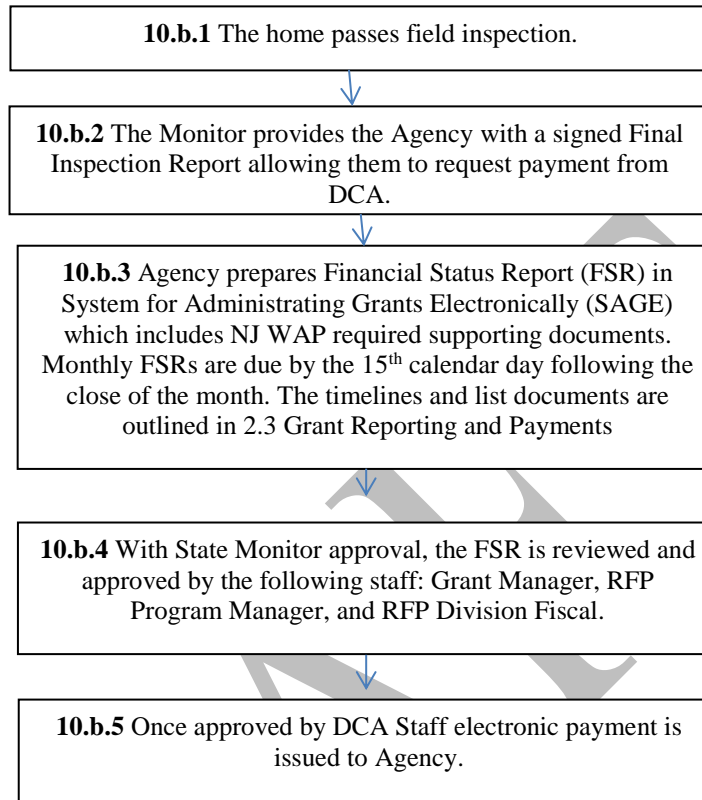 10.b.1 The home passes field inspection.
10.b.2 The Monitor provides the Agency with a signed Final
Inspection Report allowing them to request payment from
DCA.
10.b.3 Agency prepares Financial Status Report (FSR) in
System for Administrating Grants Electronically (SAGE)
which includes NJ WAP required supporting documents.
Monthly FSRs are due by the 15th calendar day following the
close of the month. The timelines and list documents are
outlined in 2.3 Grant Reporting and Payments
10.b.4 With State Monitor approval, the FSR is reviewed and
approved by the following staff: Grant Manager, RFP
Program Manager, and RFP Division Fiscal.
10.b.5 Once approved by DCA Staff electronic payment is
issued to Agency.